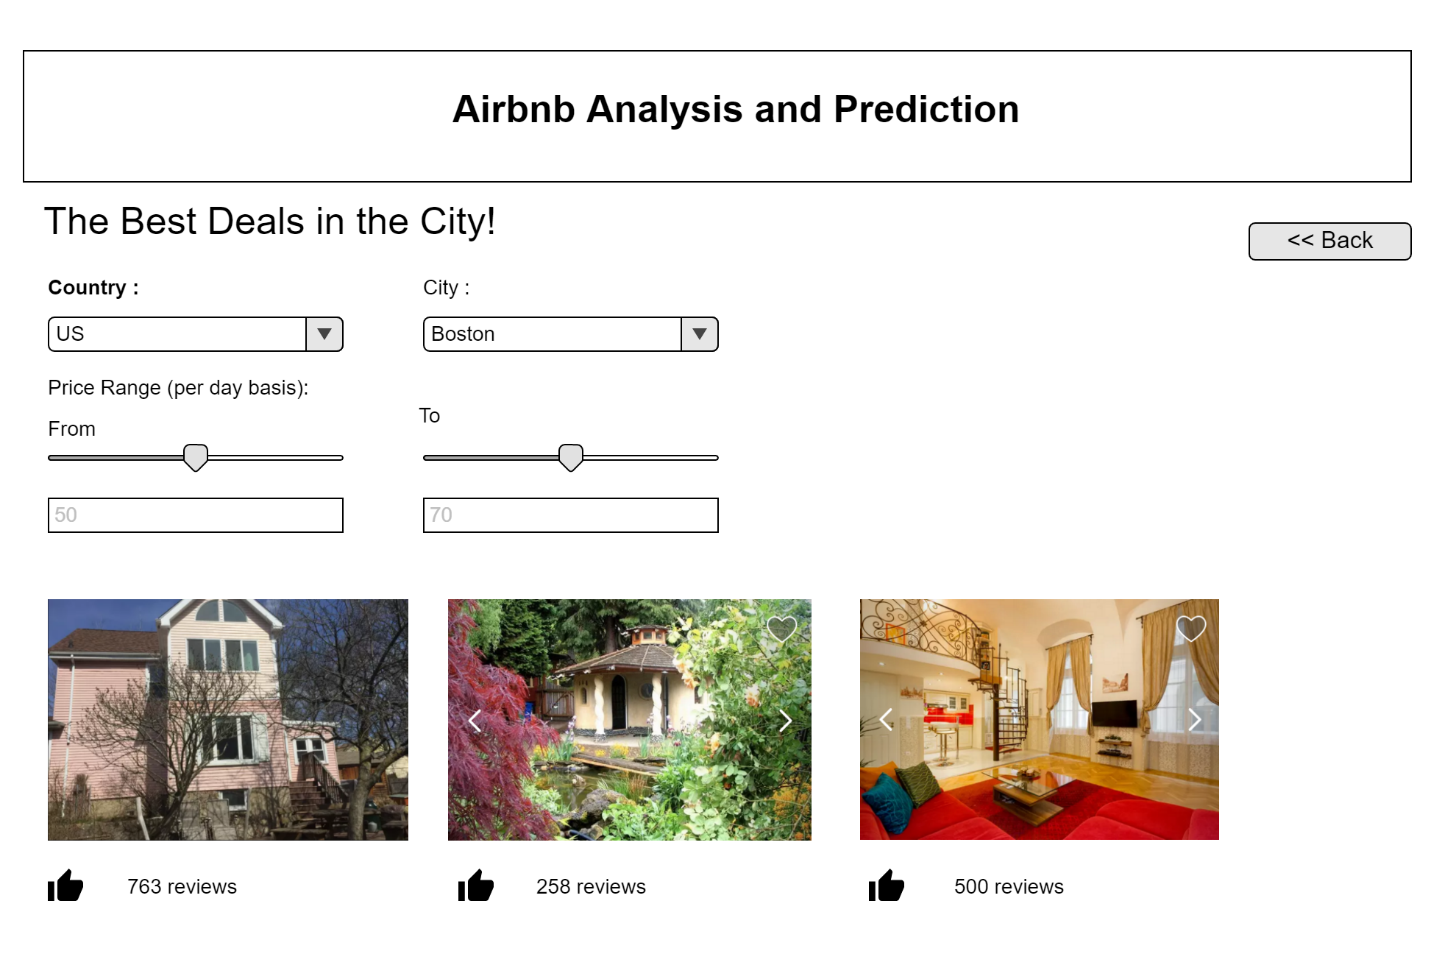 Airbnb Analysis and Prediction
The Best Deals in the City!
<< Back
Country :
City :
US
Boston
Price Range (per day basis):
From
To
50
70
763 reviews
258 reviews
500 reviews